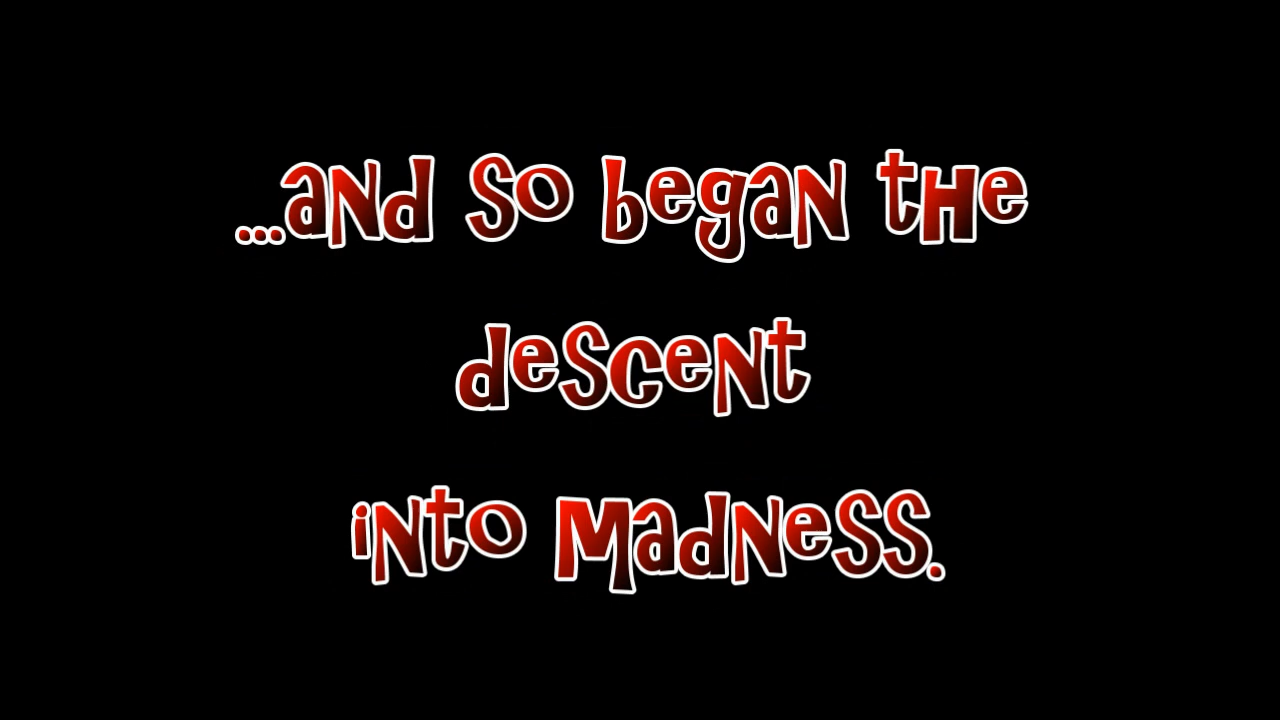 ...and so began the
descent
into madness.